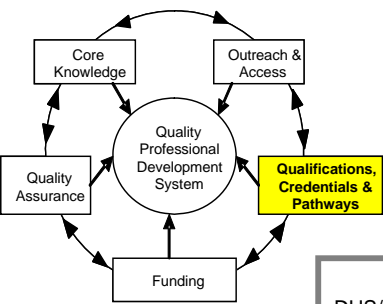 Core
Knowledge
Outreach &
Access
Quality
Professional
Development
System
Quality
Assurance
Qualifications,
Credentials &
Pathways
Funding